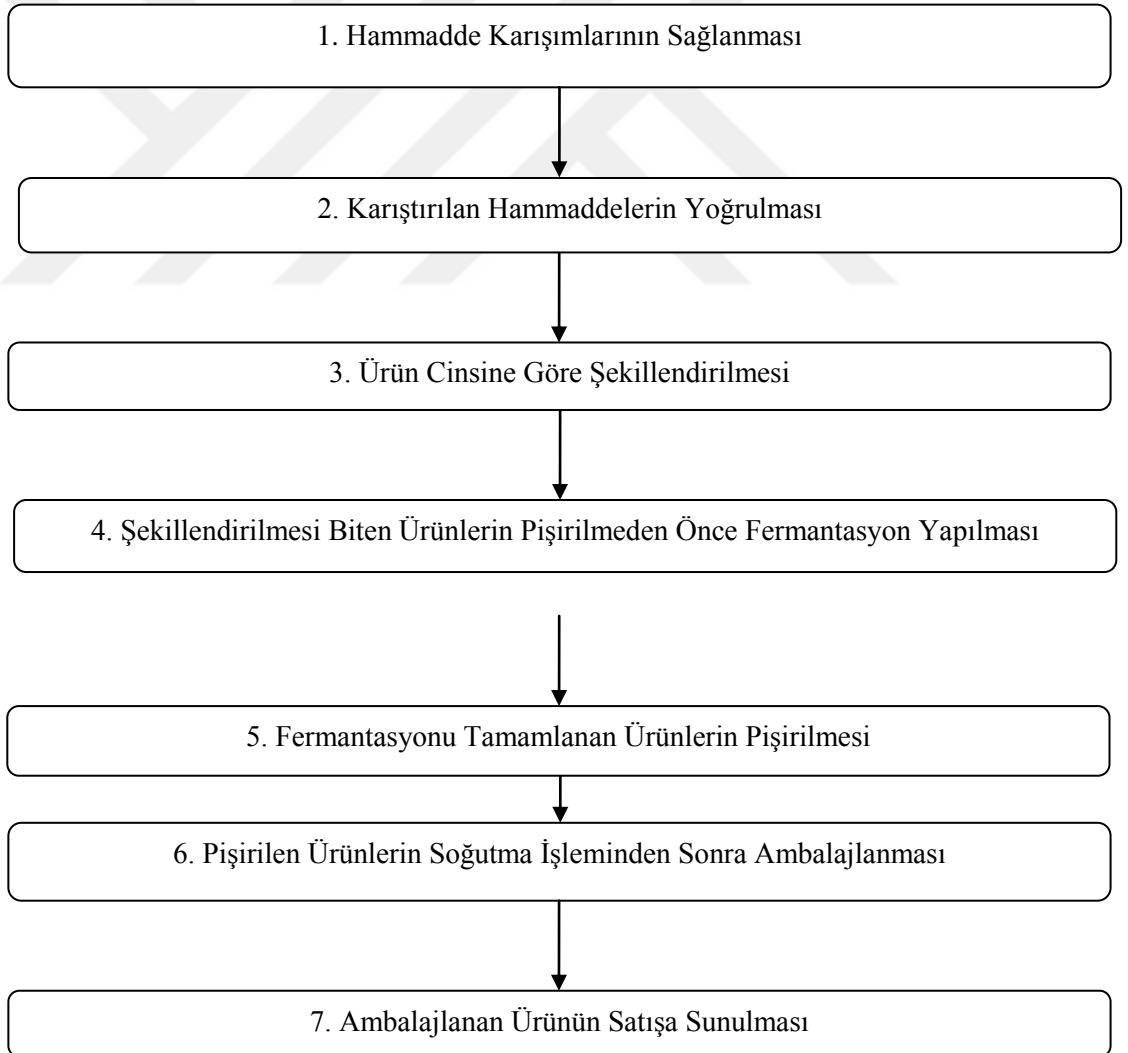 1. Hammadde Karışımlarının Sağlanması
2. Karıştırılan Hammaddelerin Yoğrulması
3. Ürün Cinsine Göre Şekillendirilmesi
4. Şekillendirilmesi Biten Ürünlerin Pişirilmeden Önce Fermantasyon Yapılması
5. Fermantasyonu Tamamlanan Ürünlerin Pişirilmesi
6. Pişirilen Ürünlerin Soğutma İşleminden Sonra Ambalajlanması
7. Ambalajlanan Ürünün Satışa Sunulması